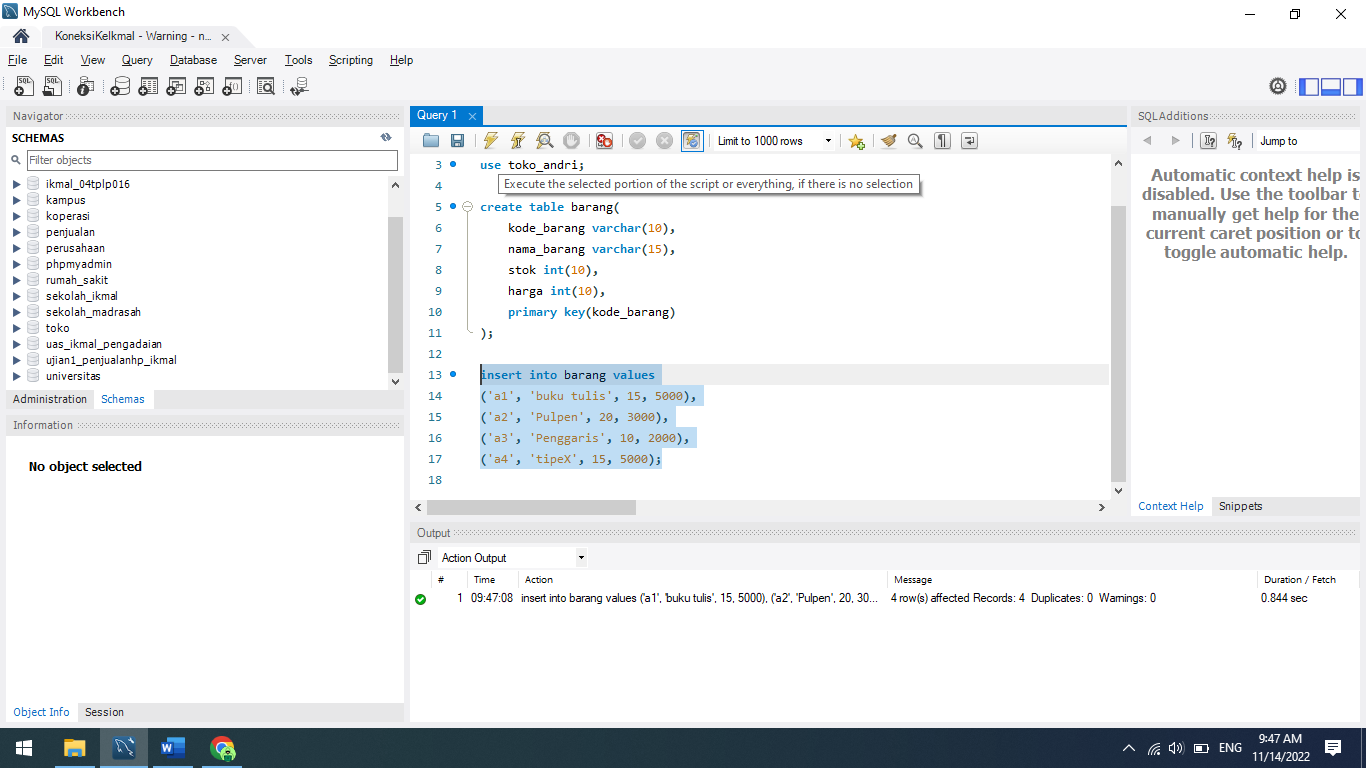 MySQL Workbench
KoneksiKeIkmal - Warning - n...
File Edit View Query Database Server Tools Scripting Help
Navigator
SCHEMAS
Filter objects
ikmal_04tplp016
kampus
koperasi
penjualan
perusahaan
phpmyadmin
rumah_sakit
sekolah_ikmal
sekolah_madrasah
toko
uas_ikmal_pengadaian
ujian1_penjualanhp_ikmal
universitas
Administration Schemas
Information
No object selected
Object Info Session
Query 1
Limit to 1000 rows
3 use toko_andri;
4
Execute the selected portion of the script or everything, if there is no selection
5 create table barang(
6 kode_barang varchar(10),
7 nama_barang varchar(15),
8 stok int(10),
9 harga int(10),
10 primary key(kode_barang)
11 );
12
13 insert into barang values
14 ('a1', 'buku tulis', 15, 5000),
15 ('a2', 'Pulpen', 20, 3000),
16 ('a3', 'Penggaris', 10, 2000),
17 ('a4', 'tipeX', 15, 5000);
18
SQLAdditions
Jump to
Automatic context help is
disabled. Use the toolbar to
manually get help for the
current caret position or to
toggle automatic help.
Context Help Snippets
Output
Action Output
# Time Action Message Duration / Fetch
1 09:47:08 insert into barang values ('a1', 'buku tulis', 15, 5000), ('a2', 'Pulpen', 20, 30... 4 row(s) affected Records: 4 Duplicates: 0 Warnings: 0 0.844 sec
ENG
9:47 AM
11/14/2022